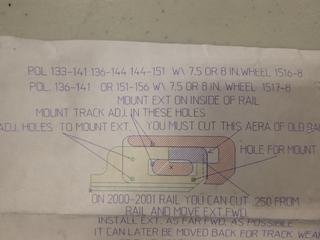 POL 133-141 136-144 144-151 W\ 7.5 OR 8 IN.WHEEL 1516-8
POL. 136-141 OR 151-156 W\ 7.5 OR 8 IN. WHEEL 1517-8
MOUNT EXT ON INSIDE OF RAIL
MOUNT TRACK ADJ. IN THESE HOLES
ADJ. HOLES TO MOUNT EXT. YOU MUST CUT THIS AERA OF OLD BA
HOLE FOR MOUNT
ON 2000-2001 RAIL YOU CAN CUT .250 FROM
RAIL AND MOVE EXT FWD.
INSTALL EXT. AS FAR FWD. AS POSSIBLE
IT CAN LATER BE MOVED BACK FOR TRACK WEA